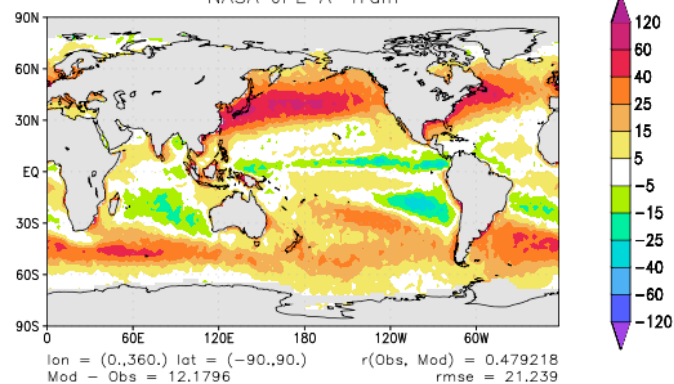 90N
60N
30N
EQ
30S
60S
90S
0 60E 120E 180 120W 60W
120
60
40
25
15
5
−5
−15
−25
−40
−60
−120
lon = (0.,360.) lat = (−90.,90.) r(Obs, Mod) = 0.479218
Mod − Obs = 12.1796 rmse = 21.239